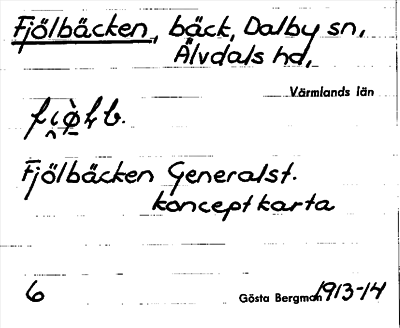 Fjölbäcken, bäck, Dalby sn,
Älvdals hd,
Värmlands län
Fjölbäcken Generalst.
konceptkarta
6 Gösta Bergman 1913-14